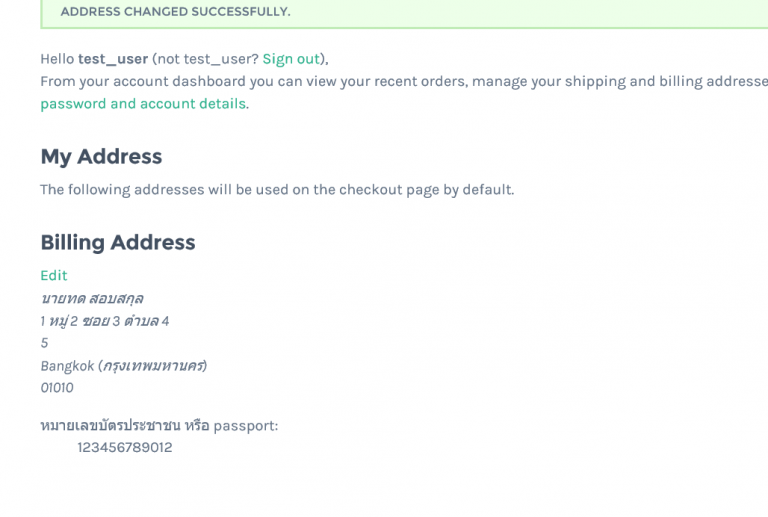 ADDRESS CHANGED SUCCESSFULLY.
Hello test_user (not test_user? Sign out),
From your account dashboard you can view your recent orders, manage your shipping and billing addresse
password and account details.
My Address
The following addresses will be used on the checkout page by default.
Billing Address
Edit
นายทด สอบสกุล
1 หมู่ 2 ซอย 3 ตำบล 4
5
Bangkok (กรุงเทพมหานคร)
01010
หมายเลขบัตรประชาชน หรือ passport:
123456789012